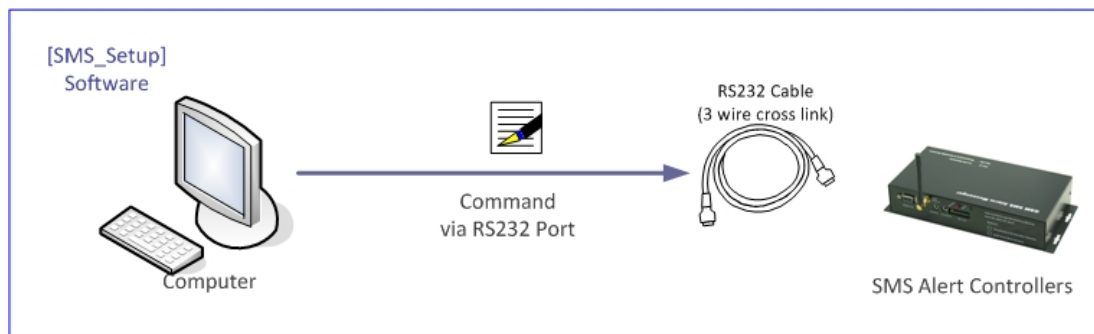 [SMS_Setup]
Software
RS232 Cable
(3 wire cross link)
Command
via RS232 Port
Computer
SMS Alert Controllers